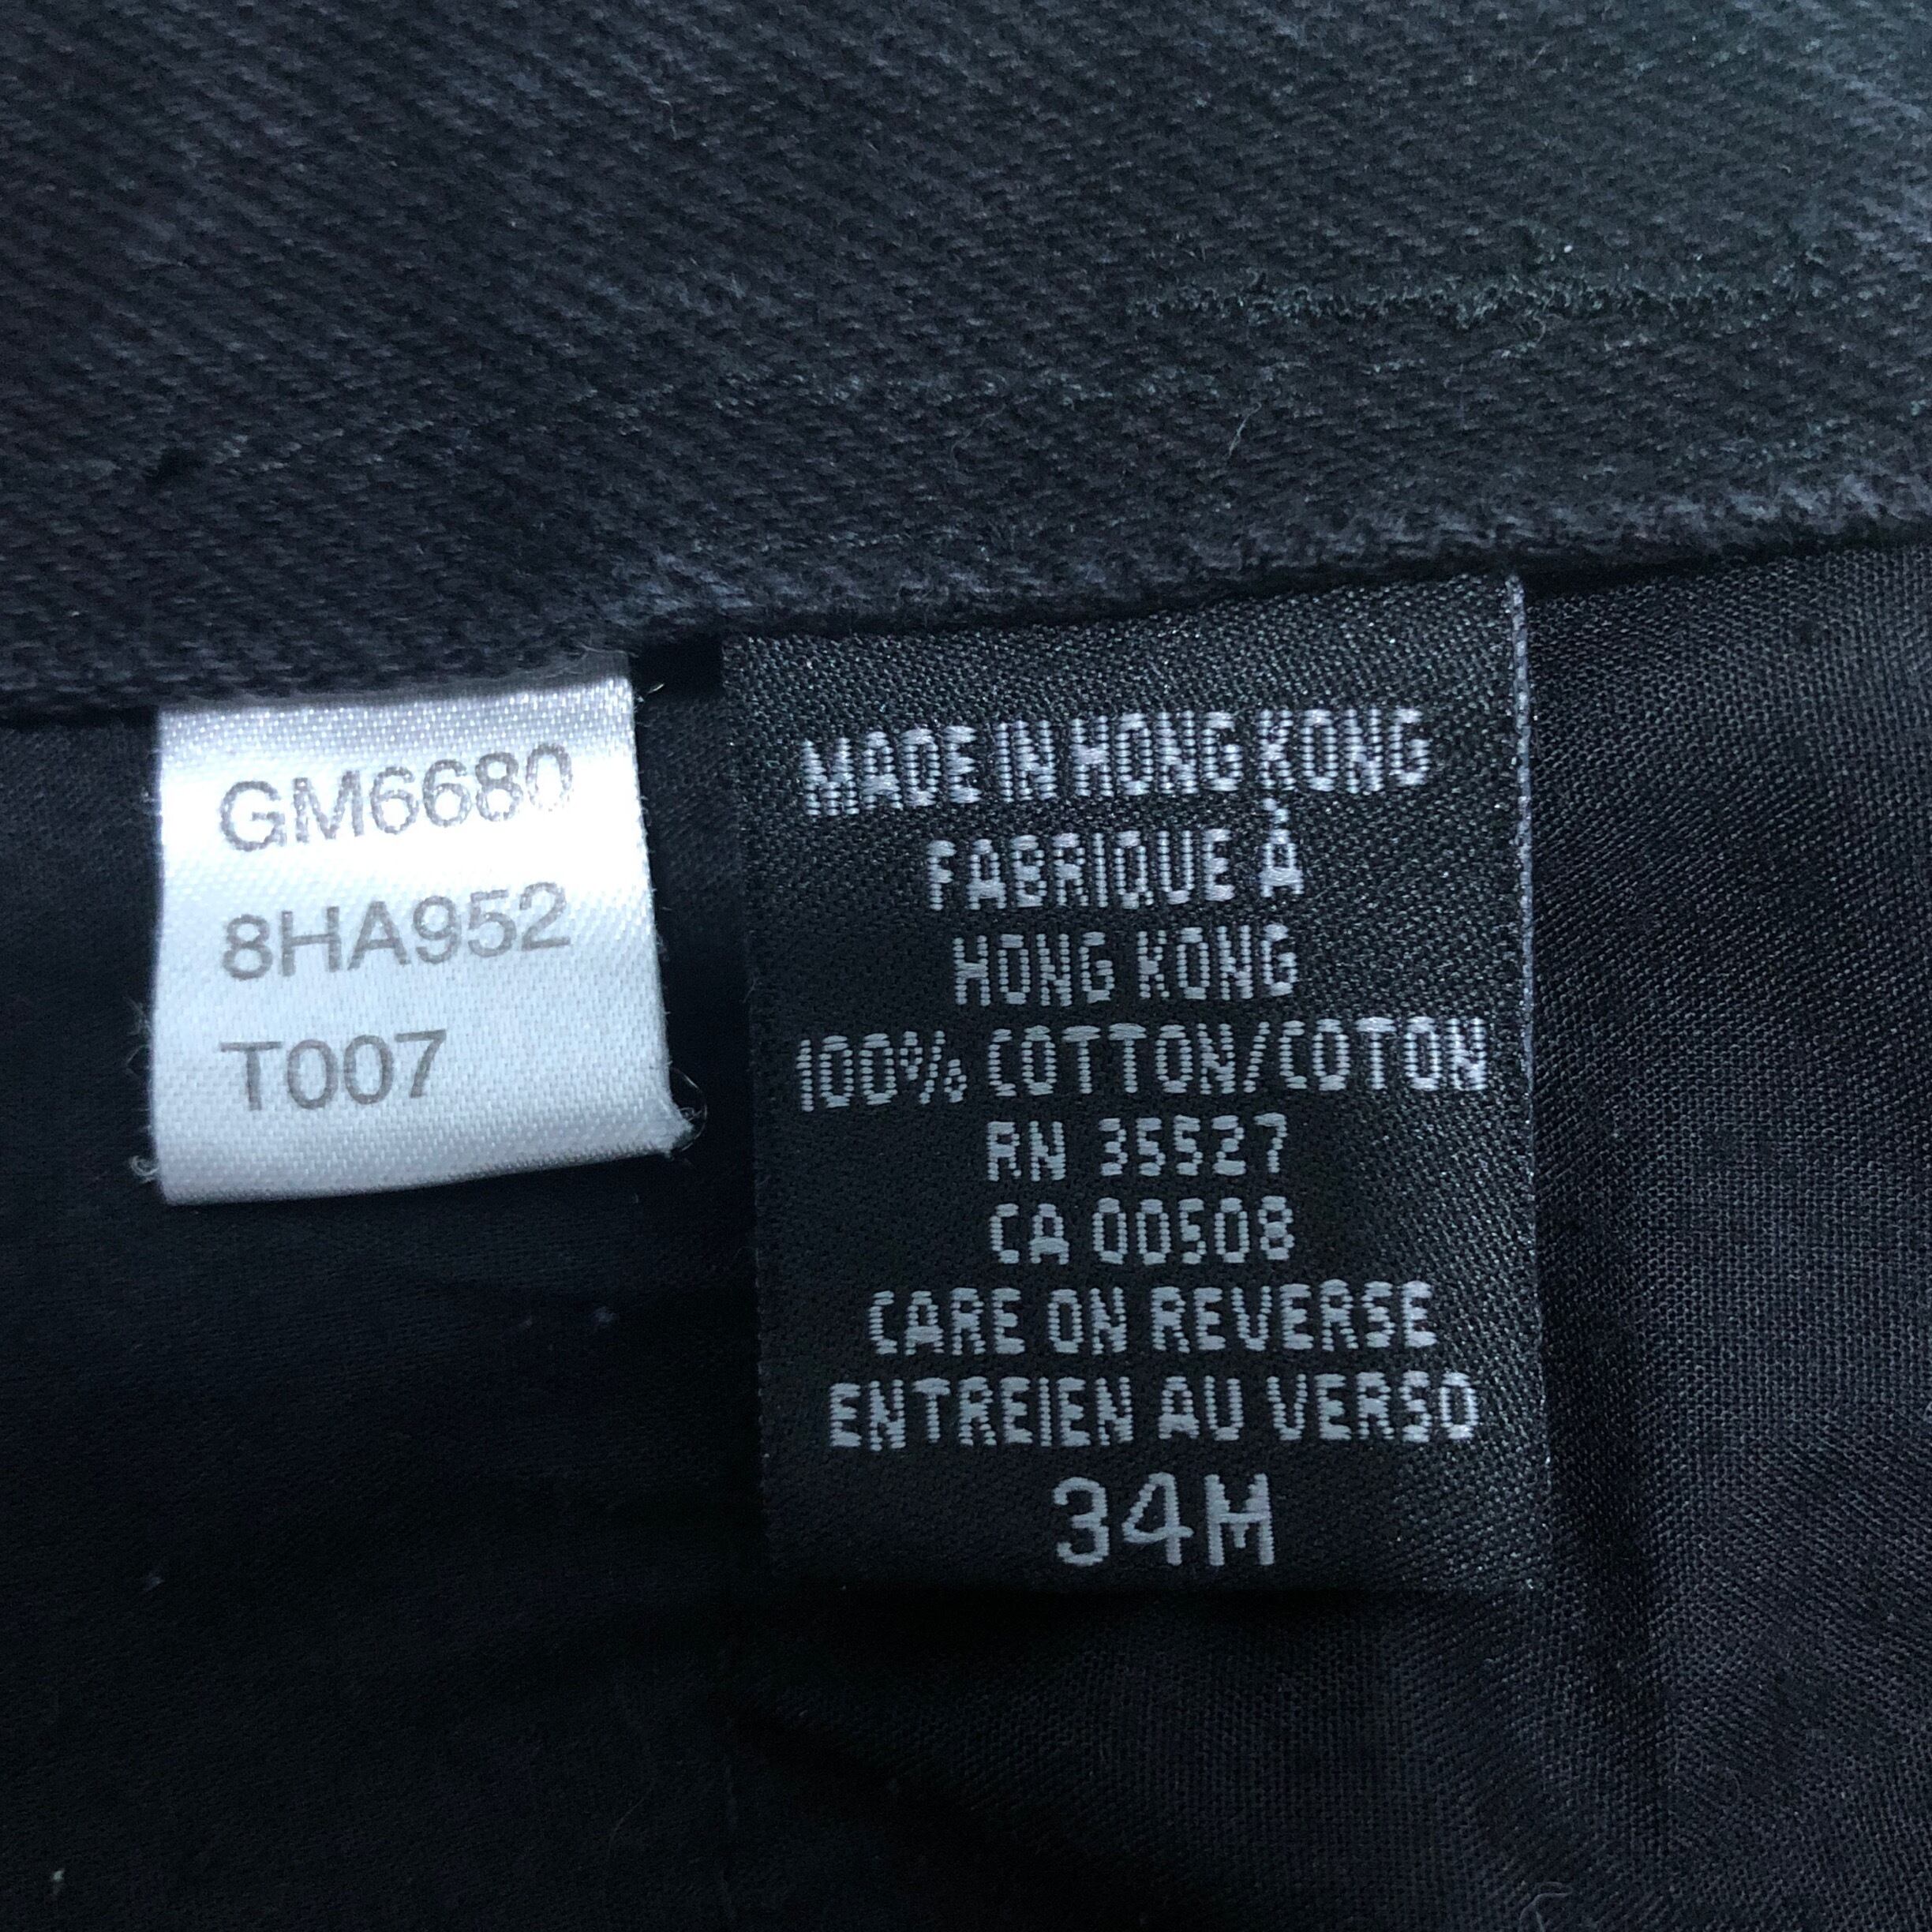 GM6680
8HA952
T007
MADE IN HONG KONG
FABRIQUE À
HONG KONG
100% COTTON/COTON
RN 35527
CA 00508
CARE ON REVERSE
ENTREIEN AU VERSO
34M